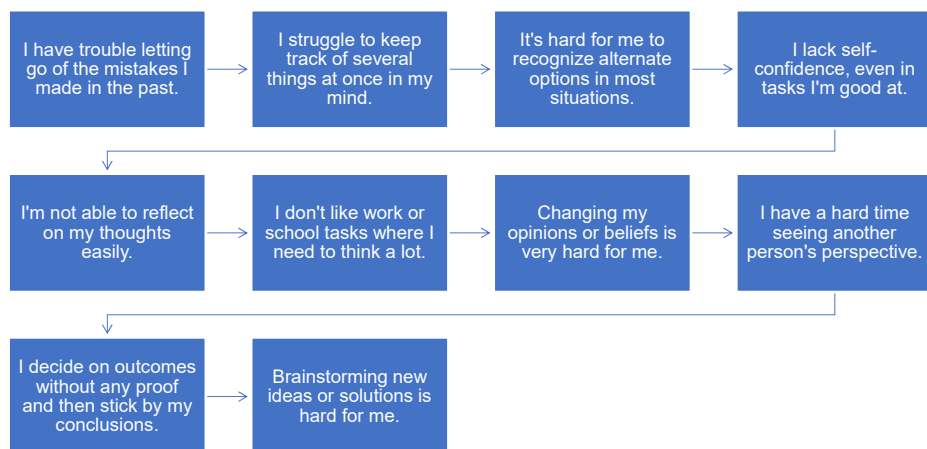 I have trouble letting
go of the mistakes I
made in the past.
I struggle to keep
track of several
things at once in my
mind.
It's hard for me to
recognize alternate
options in most
situations.
I lack self-
confidence, even in
tasks I'm good at.
I'm not able to reflect
on my thoughts
easily.
I don't like work or
school tasks where I
need to think a lot.
Changing my
opinions or beliefs is
very hard for me.
I have a hard time
seeing another
person's perspective.
I decide on outcomes
without any proof
and then stick by my
conclusions.
Brainstorming new
ideas or solutions is
hard for me.